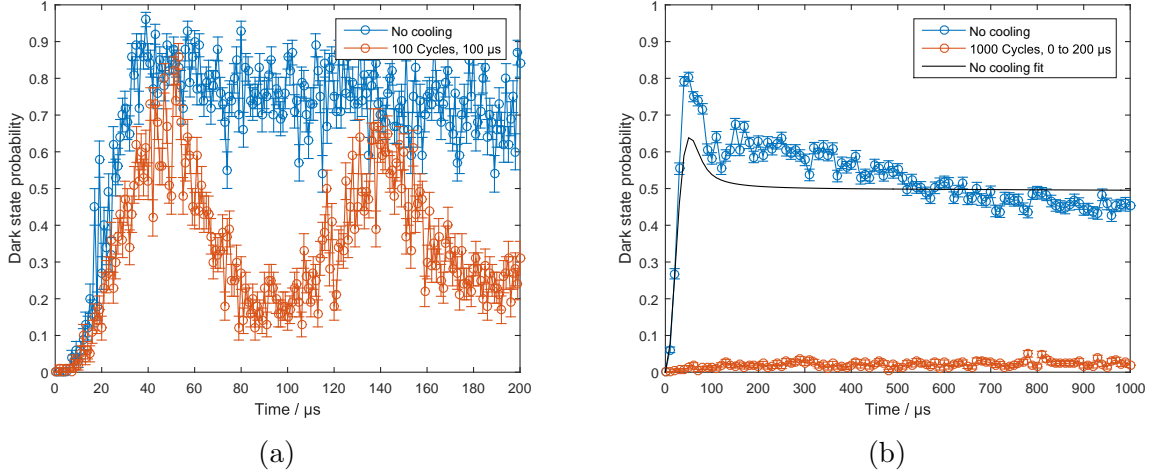 1
0.9
0.8
0.7
0.6
0.5
0.4
0.3
0.2
0.1
0
Dark state probability
0 20 40 60 80 100 120 140 160 180 200
Time / µs
No cooling
100 Cycles, 100 µs
(a)
1
0.9
0.8
0.7
0.6
0.5
0.4
0.3
0.2
0.1
0
Dark state probability
0 100 200 300 400 500 600 700 800 900 1000
Time / µs
No cooling
1000 Cycles, 0 to 200 µs
No cooling fit
(b)